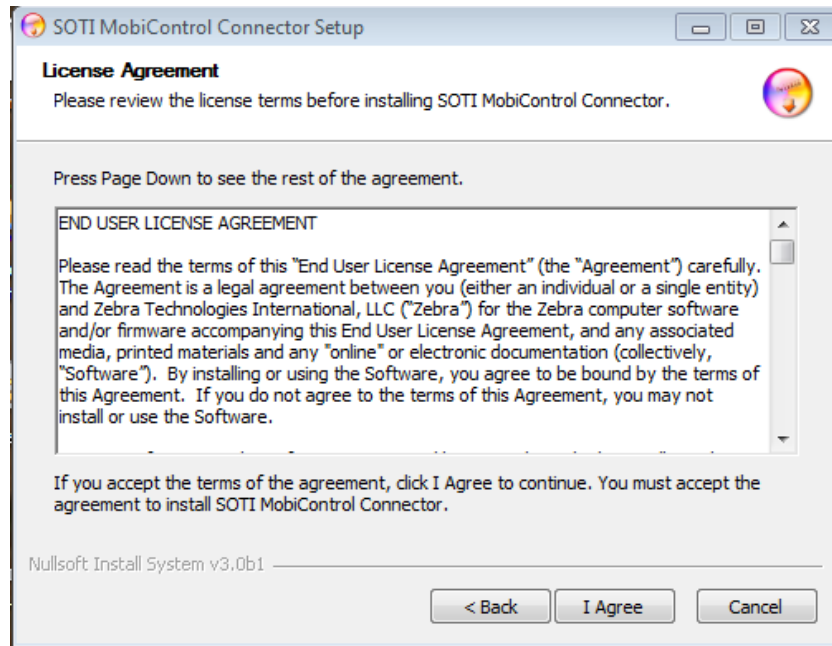 SOTI MobiControl Connector Setup
License Agreement
Please review the license terms before installing SOTI MobiControl Connector.
Press Page Down to see the rest of the agreement.
END USER LICENSE AGREEMENT
Please read the terms of this “End User License Agreement” (the “Agreement”) carefully.
The Agreement is a legal agreement between you (either an individual or a single entity)
and Zebra Technologies International, LLC (“Zebra”) for the Zebra computer software
and/or firmware accompanying this End User License Agreement, and any associated
media, printed materials and any "online" or electronic documentation (collectively,
“Software”).  By installing or using the Software, you agree to be bound by the terms of
this Agreement.  If you do not agree to the terms of this Agreement, you may not
install or use the Software.
If you accept the terms of the agreement, click I Agree to continue. You must accept the
agreement to install SOTI MobiControl Connector.
Nullsoft Install System v3.0b1
< Back
I Agree
Cancel